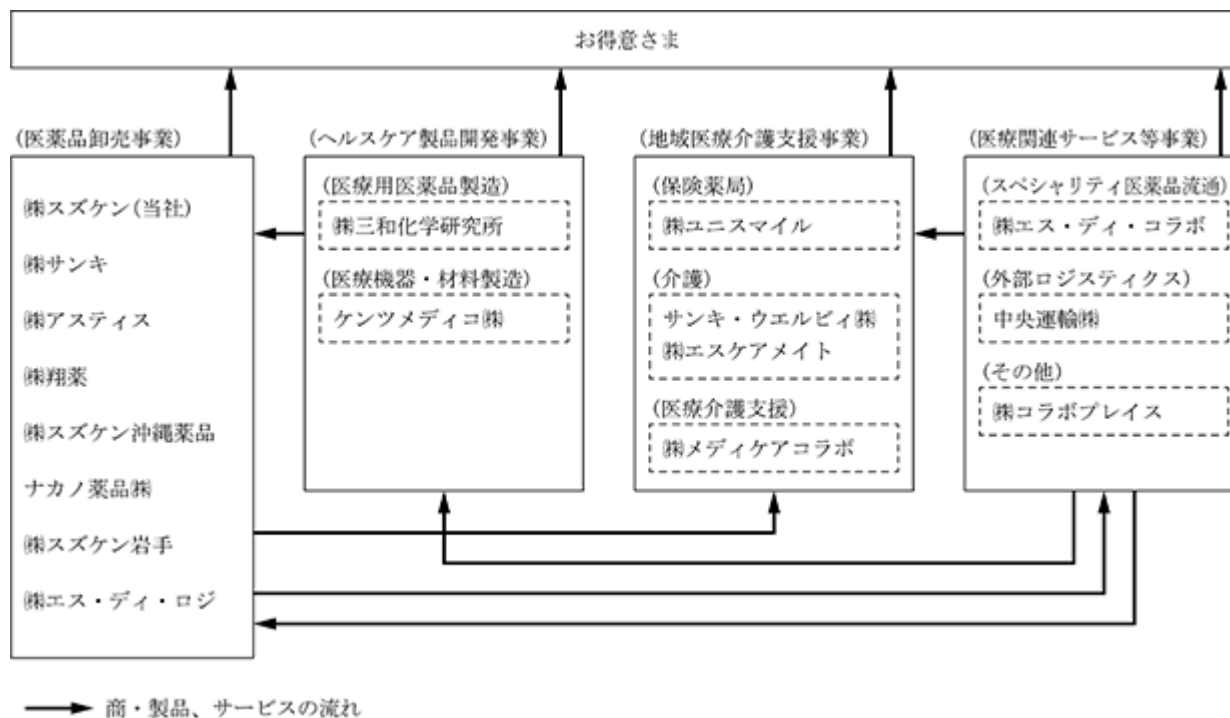 お得意さま
(医薬品卸売事業)
㈱スズケン(当社)
㈱サンキ
㈱アスティス
㈱翔薬
㈱スズケン沖縄薬品
ナカノ薬品㈱
㈱スズケン岩手
㈱エス・ディ・ロジ
(ヘルスケア製品開発事業)
(医療用医薬品製造)
㈱三和化学研究所
(医療機器・材料製造)
ケンツメディコ㈱
(地域医療介護支援事業)
(保険薬局)
㈱ユニスマイル
(介護)
サンキ・ウエルビィ㈱
㈱エスケアメイト
(医療介護支援)
㈱メディケアコラボ
(医療関連サービス等事業)
(スペシャリティ医薬品流通)
㈱エス・ディ・コラボ
(外部ロジスティクス)
中央運輸㈱
(その他)
㈱コラボプレイス
商・製品、サービスの流れ